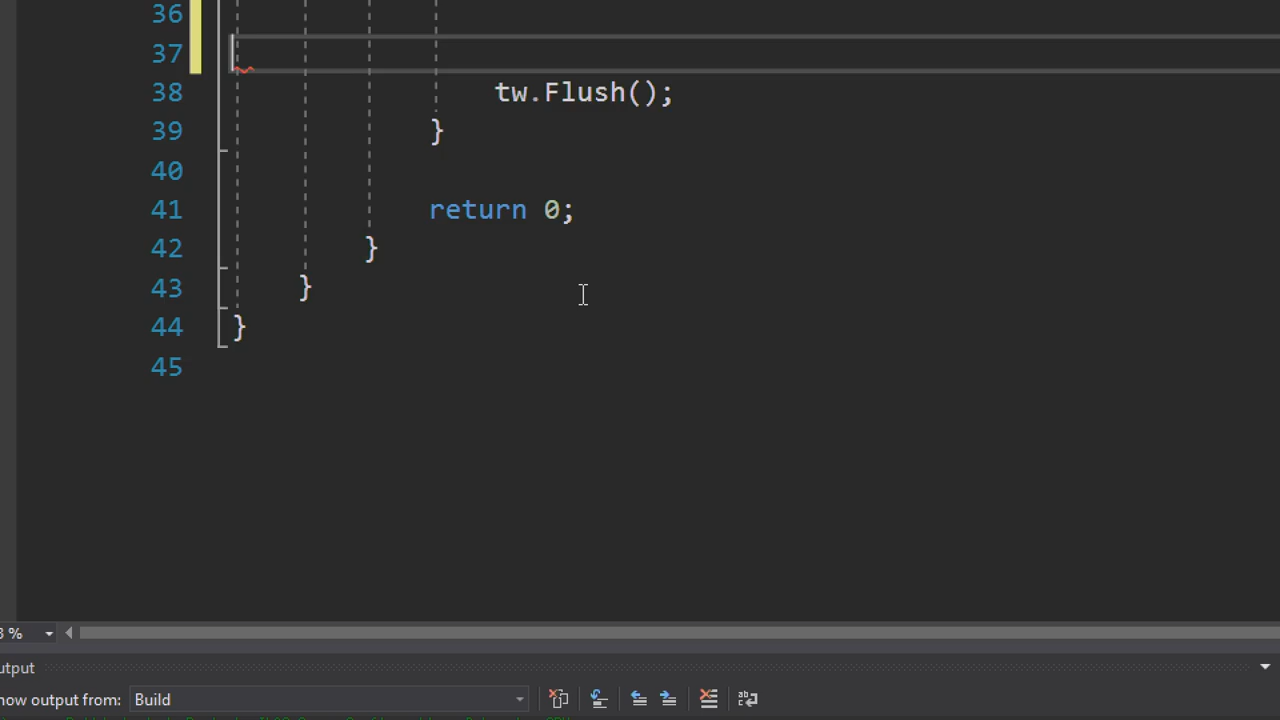 36
37
38 tw.Flush();
39 }
40
41 return 0;
42 }
43 }
44 }
45
3 %
utput
how output from: Build